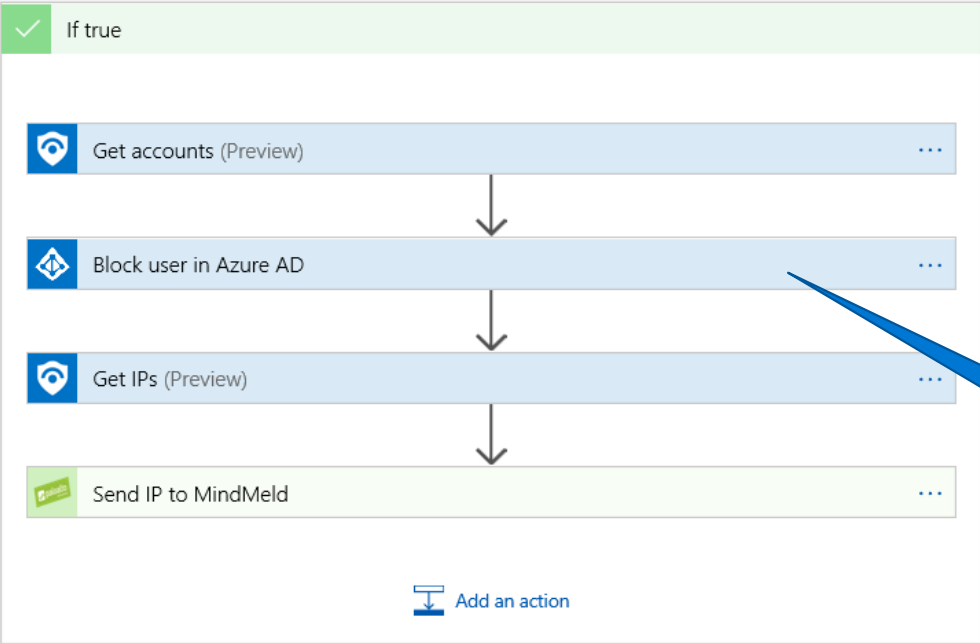 If true
Get accounts (Preview)
Block user in Azure AD
Get IPs (Preview)
Send IP to MindMeld
Add an action